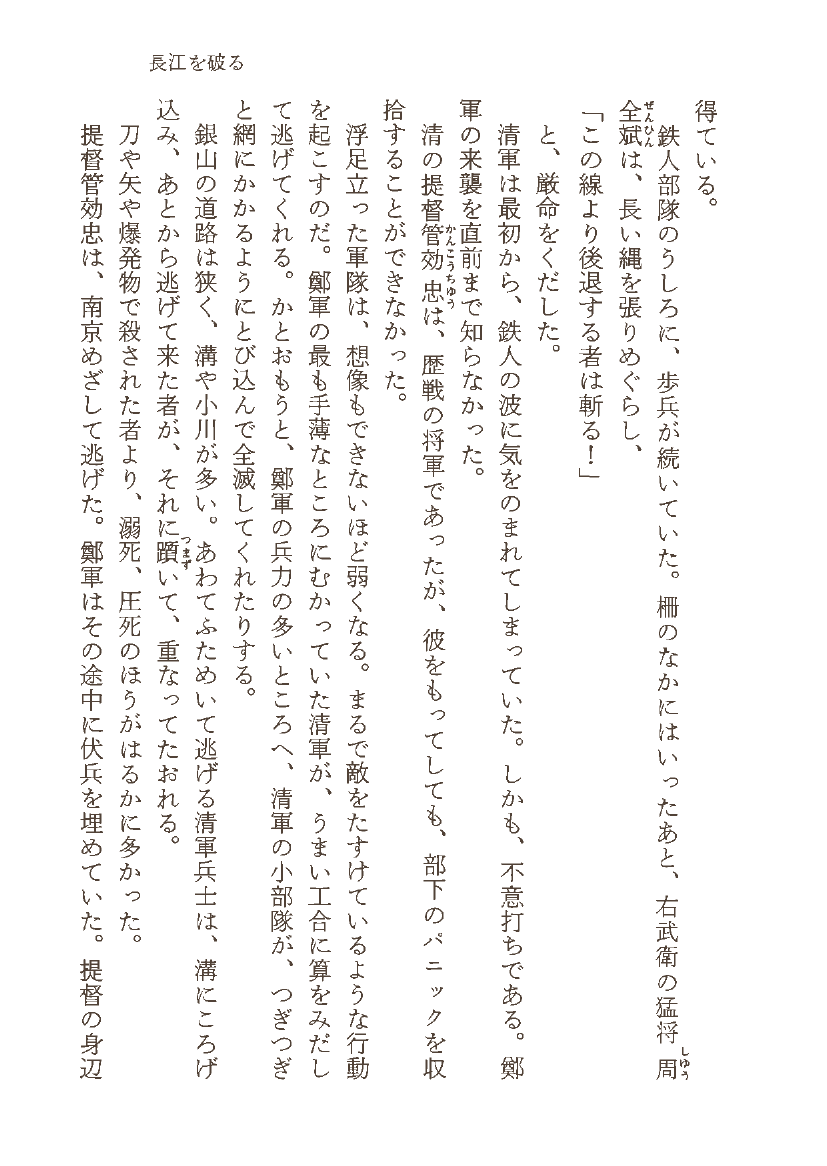 長江を破る
得ている。
鉄人部隊のうしろに、歩兵が続いていた。柵のなかにはいったあと、右武衛の猛将周
全斌は、長い縄を張りめぐらし、
「この線より後退する者は斬る！」
と、厳命をくだした。
清軍は最初から、鉄人の波に気をのまれてしまっていた。しかも、不意打ちである。鄭
軍の来襲を直前まで知らなかった。
清の提督管効忠は、歴戦の将軍であったが、彼をもってしても、部下のパニックを収
拾することができなかった。
浮足立った軍隊は、想像もできないほど弱くなる。まるで敵をたすけているような行動
を起こすのだ。鄭軍の最も手薄なところにむかっていた清軍が、うまい工合に算をみだし
て逃げてくれる。かとおもうと、鄭軍の兵力の多いところへ、清軍の小部隊が、つぎつぎ
と網にかかるようにとび込んで全滅してくれたりする。
銀山の道路は狭く、溝や小川が多い。あわてふためいて逃げる清軍兵士は、溝にころげ
込み、あとから逃げて来た者が、それに躓いて、重なってたおれる。
刀や矢や爆発物で殺された者より、溺死、圧死のほうがはるかに多かった。
提督管効忠は、南京めざして逃げた。鄭軍はその途中に伏兵を埋めていた。提督の身辺